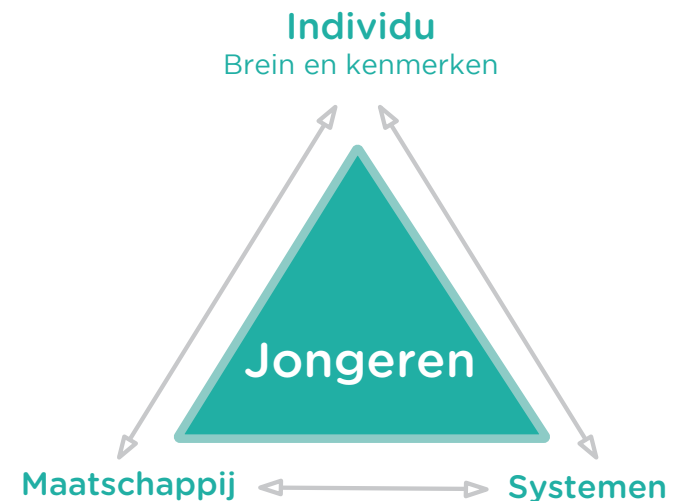 Individu
Brein en kenmerken
Jongeren
Maatschappij
Systemen